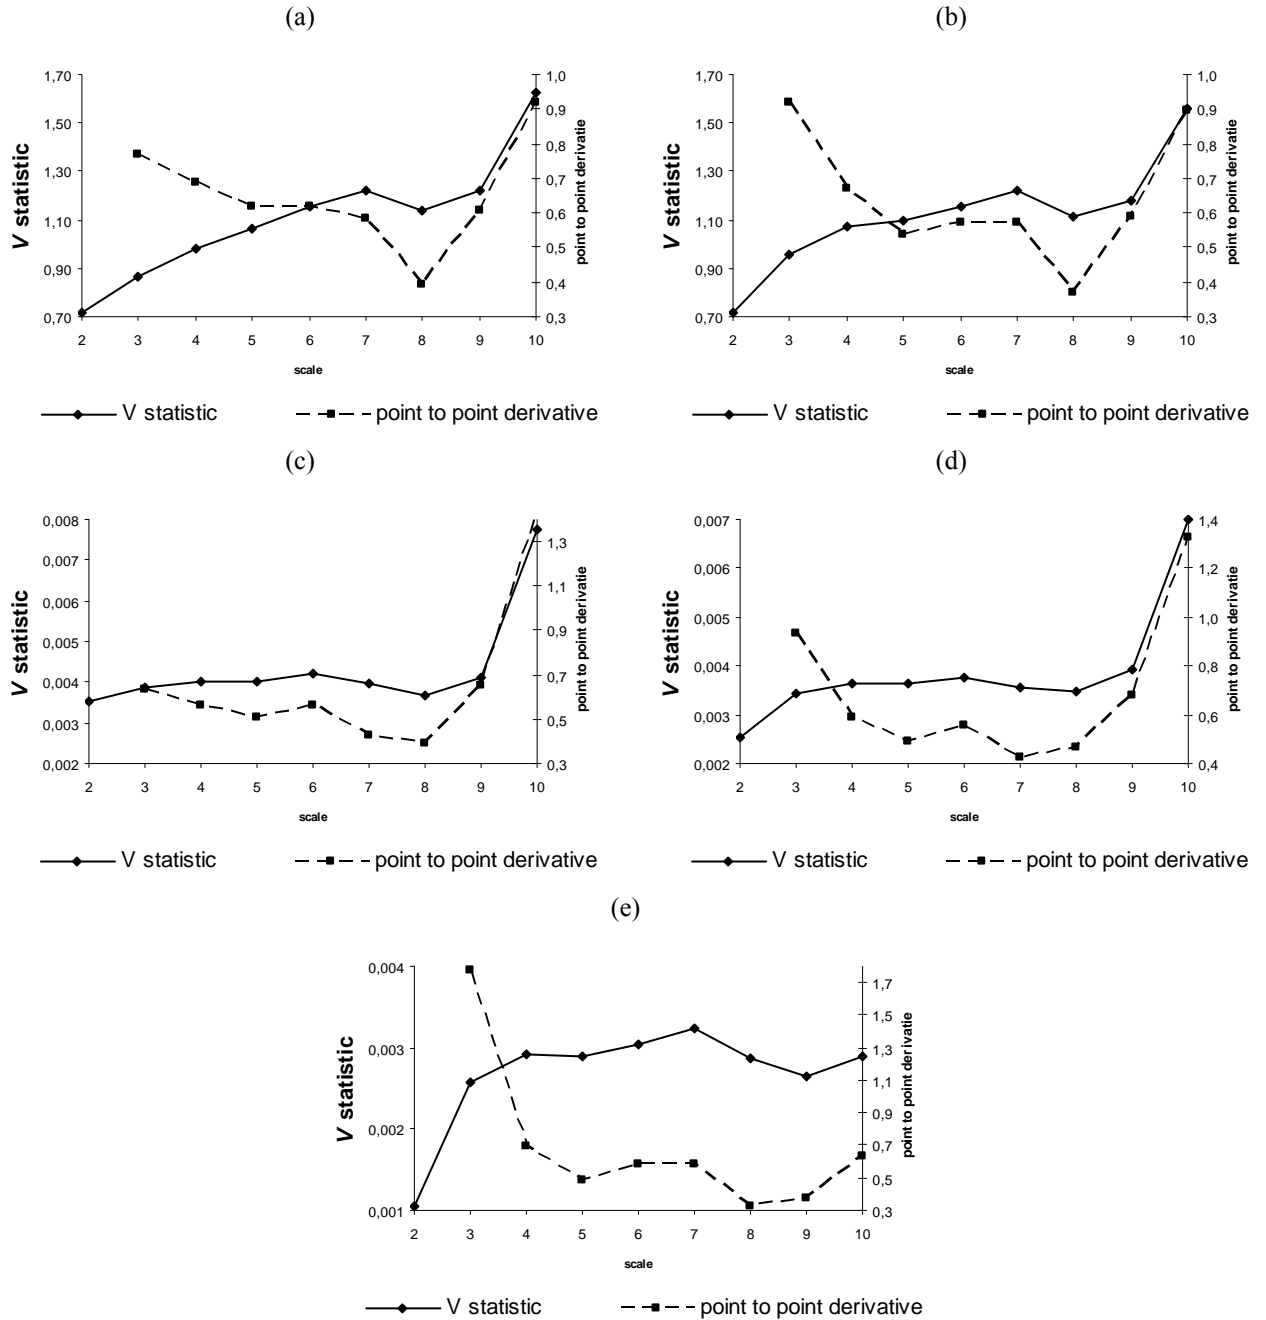 (a)
(b)
1,70
1,50
1,30
1,10
0,90
0,70
V statistic
1,0
0,9
0,8
0,7
0,6
0,5
0,4
0,3
point to point derivatie
2 3 4 5 6 7 8 9 10
scale
V statistic point to point derivative
1,70
1,50
1,30
1,10
0,90
0,70
V statistic
1,0
0,9
0,8
0,7
0,6
0,5
0,4
0,3
point to point derivatie
2 3 4 5 6 7 8 9 10
scale
V statistic point to point derivative
(c)
(d)
0,008
0,007
0,006
0,005
0,004
0,003
0,002
V statistic
1,3
1,1
0,9
0,7
0,5
0,3
point to point derivatie
2 3 4 5 6 7 8 9 10
scale
V statistic point to point derivative
0,007
0,006
0,005
0,004
0,003
0,002
V statistic
1,4
1,2
1,0
0,8
0,6
0,4
point to point derivatie
2 3 4 5 6 7 8 9 10
scale
V statistic point to point derivative
(e)
0,004
0,003
0,002
0,001
V statistic
1,7
1,5
1,3
1,1
0,9
0,7
0,5
0,3
point to point derivatie
2 3 4 5 6 7 8 9 10
scale
V statistic point to point derivative